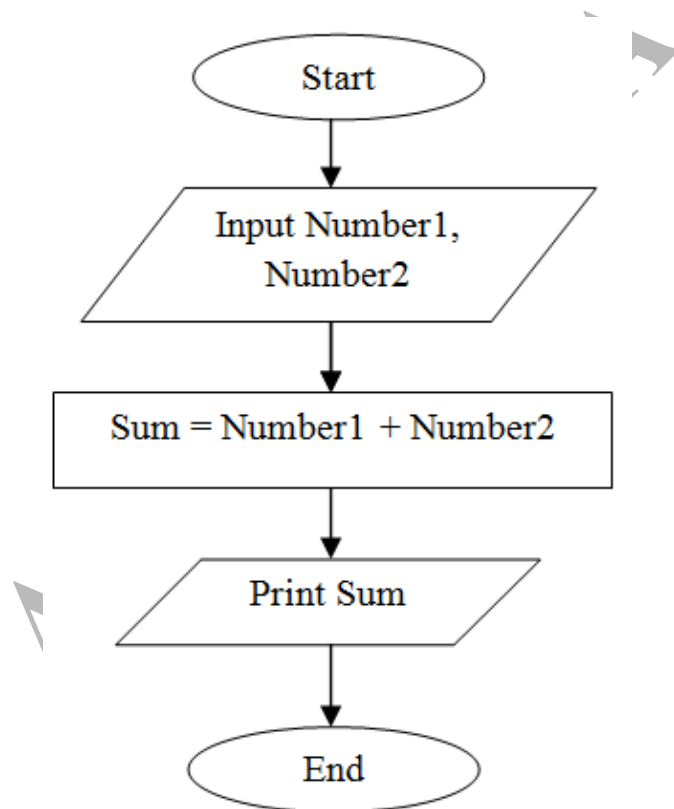 Start
Input Number1,
Number2
Sum = Number1 + Number2
Print Sum
End